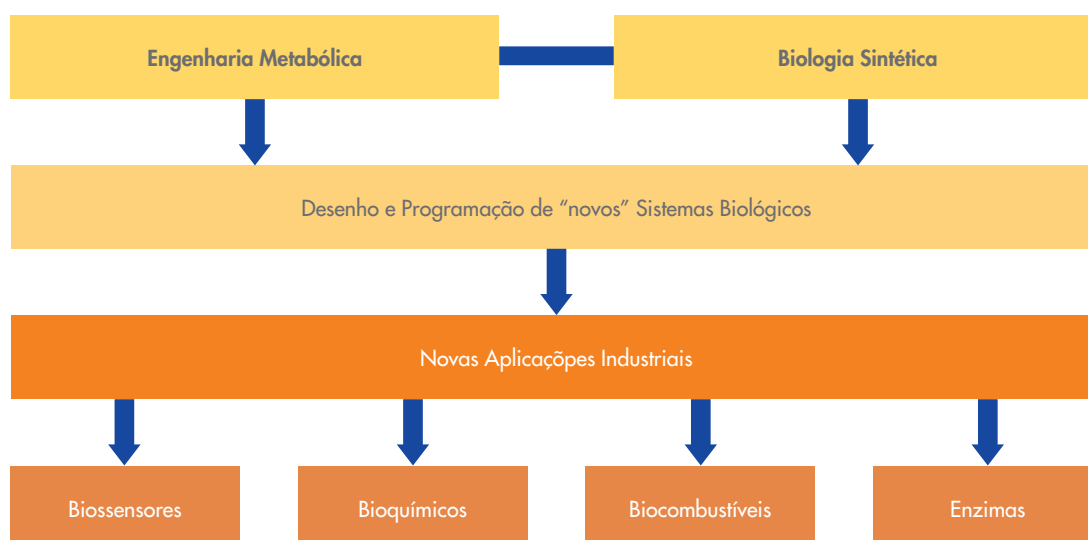 Engenharia Metabólica
Biologia Sintética
Desenho e Programação de “novos” Sistemas Biológicos
Novas Aplicaçõpes Industriais
Biossensores
Bioquímicos
Biocombustíveis
Enzimas